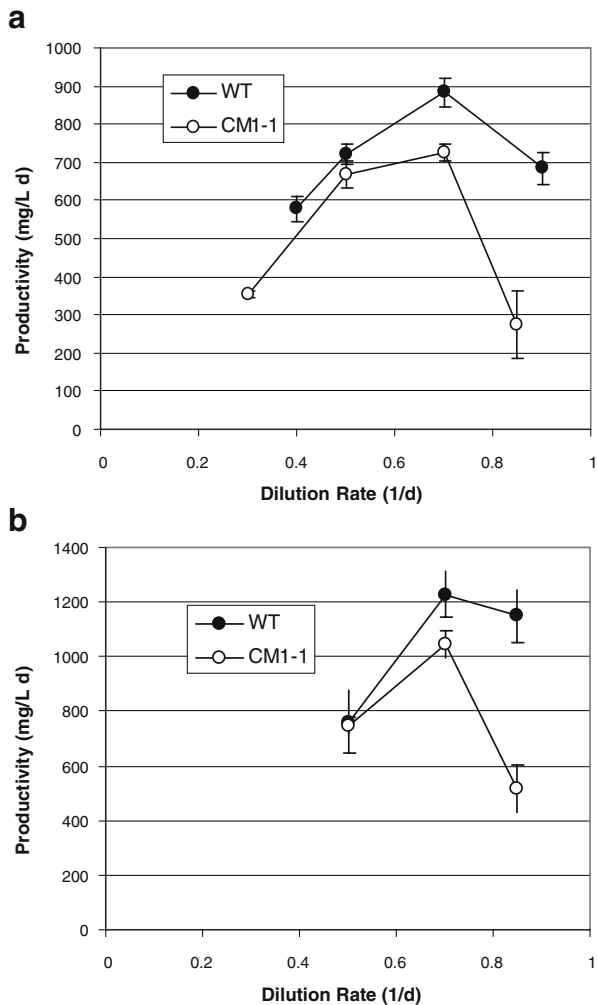 a
1000
900
800
700
600
500
400
300
200
100
0
Productivity (mg/L d)
WT
CM1-1
0 0.2 0.4 0.6 0.8 1
Dilution Rate (1/d)
b
1400
1200
1000
800
600
400
200
0
Productivity (mg/L d)
WT
CM1-1
0 0.2 0.4 0.6 0.8 1
Dilution Rate (1/d)